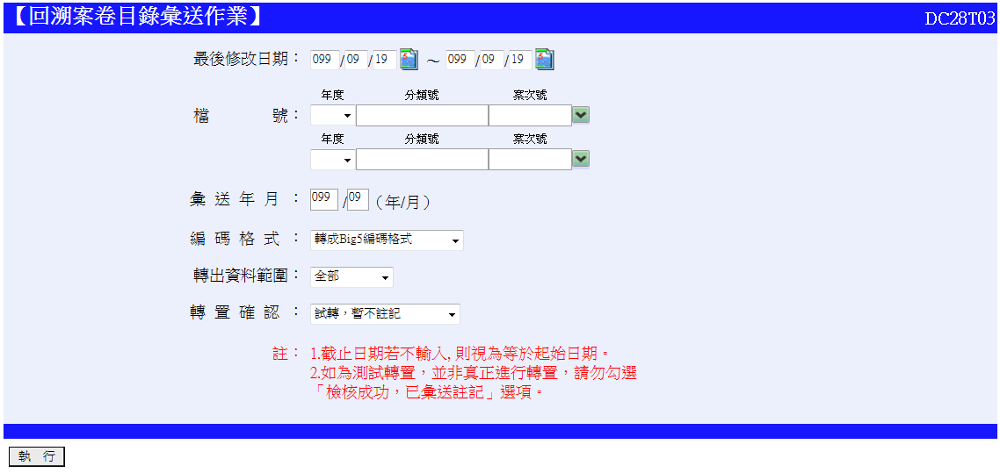 【回溯案卷目錄彙送作業】 DC28T03
最後修改日期： 099 / 09 / 19 ～ 099 / 09 / 19
年度 分類號 案次號
檔 號：
年度 分類號 案次號
彙 送 年 月 ： 099 / 09 （年/月）
編 碼 格 式 ： 轉成Big5編碼格式
轉出資料範圍： 全部
轉 置 確 認 ： 試轉，暫不註記
註： 1.截止日期若不輸入, 則視為等於起始日期。
2.如為測試轉置，並非真正進行轉置，請勿勾選
「檢核成功，已彙送註記」選項。
執 行